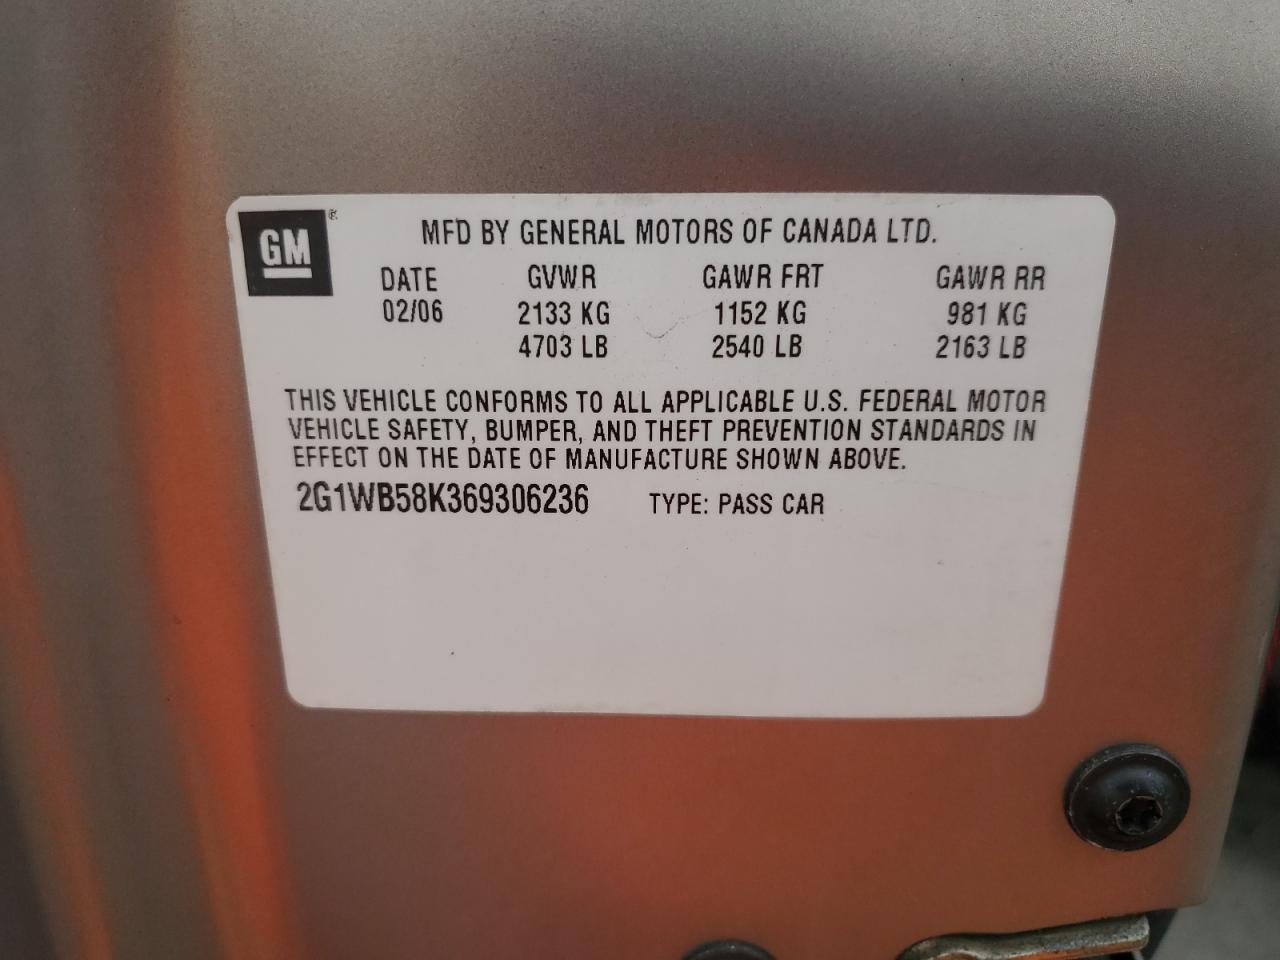 GM ®
MFD BY GENERAL MOTORS OF CANADA LTD.
DATE GVWR GAWR FRT GAWR RR
02/06 2133 KG 1152 KG 981 KG
4703 LB 2540 LB 2163 LB
THIS VEHICLE CONFORMS TO ALL APPLICABLE U.S. FEDERAL MOTOR
VEHICLE SAFETY, BUMPER, AND THEFT PREVENTION STANDARDS IN
EFFECT ON THE DATE OF MANUFACTURE SHOWN ABOVE.
2G1WB58K369306236 TYPE: PASS CAR